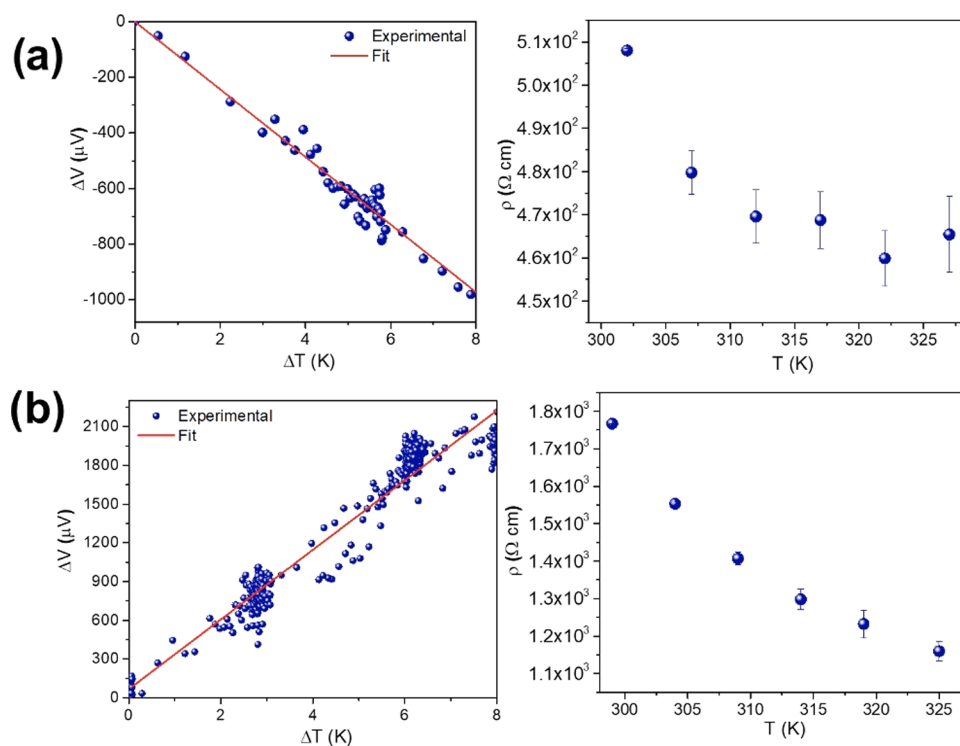 (a)
0
-200
-400
-600
-800
-1000
ΔV (μV)
Experimental
Fit
0 2 4 6 8
ΔT (K)
5.1x10²
5.0x10²
4.9x10²
4.8x10²
4.7x10²
4.6x10²
4.5x10²
ρ (Ω cm)
300 305 310 315 320 325
T (K)
(b)
2100
1800
1500
1200
900
600
300
0
ΔV (μV)
Experimental
Fit
0 2 4 6 8
ΔT (K)
1.8x10³
1.7x10³
1.6x10³
1.5x10³
1.4x10³
1.3x10³
1.2x10³
1.1x10³
ρ (Ω cm)
300 305 310 315 320 325
T (K)